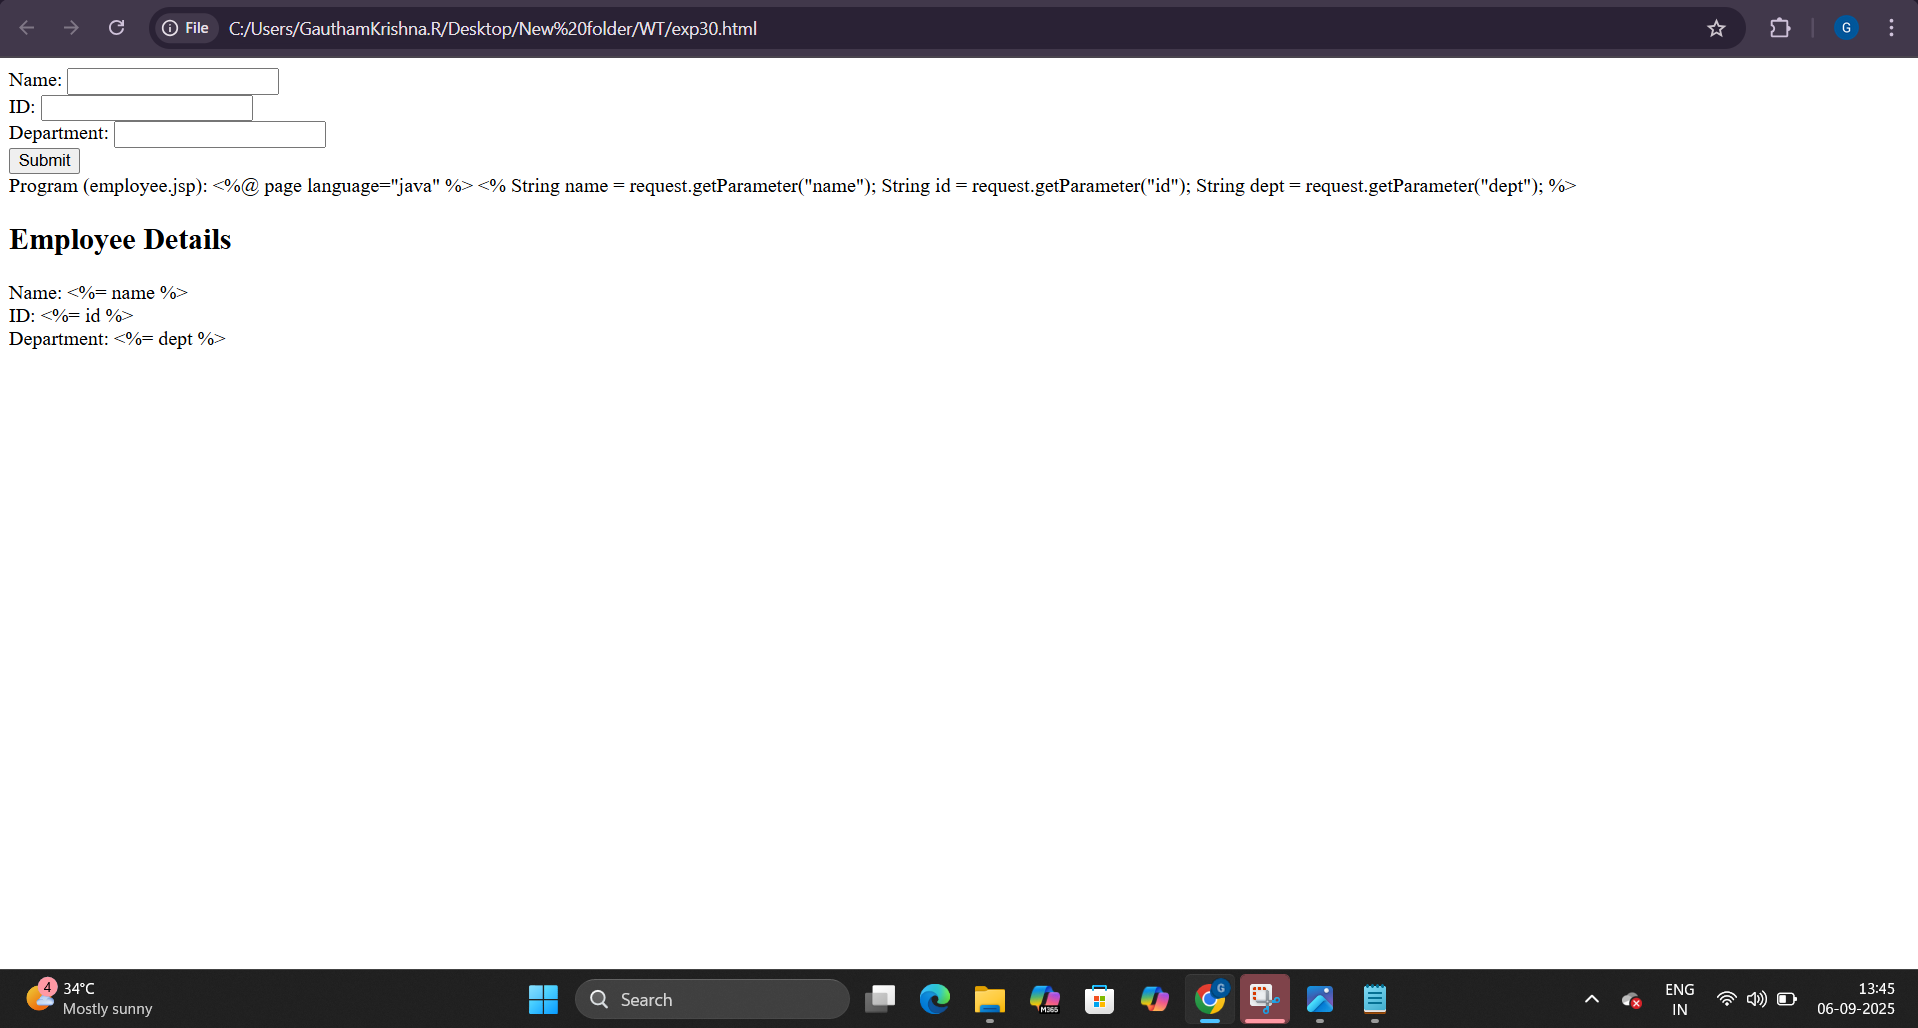 File C:/Users/GauthamKrishna.R/Desktop/New%20folder/WT/exp30.html
G
Name:
ID:
Department:
Submit
Program (employee.jsp): <%@ page language="java" %> <% String name = request.getParameter("name"); String id = request.getParameter("id"); String dept = request.getParameter("dept"); %>
Employee Details
Name: <%= name %>
ID: <%= id %>
Department: <%= dept %>
4
34°C
Mostly sunny
Search
M365
G
ENG
IN
13:45
06-09-2025